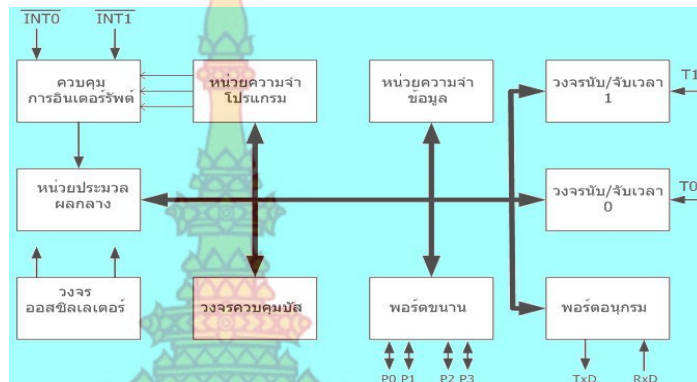 INT0 INT1
ควบคุม
การอินเตอร์รัพต์
หน่วยความจำ
โปรแกรม
หน่วยความจำ
ข้อมูล
วงจรนับ/จับเวลา
1
T1
หน่วยประมวล
ผลกลาง
วงจรนับ/จับเวลา
0
T0
วงจร
ออสซิลเลเตอร์
วงจรควบคุมบัส
พอร์ตขนาน
พอร์ตอนุกรม
P0 P1 P2 P3
TxD RxD